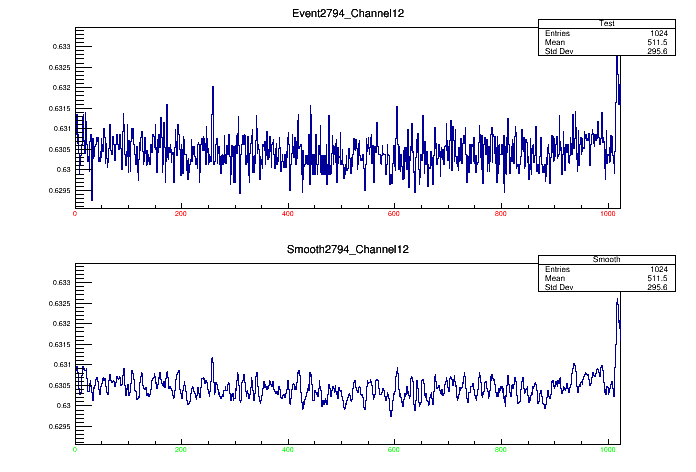 Event2794_Channel12
Test
Entries 1024
Mean 511.5
Std Dev 295.6
0.633
0.6325
0.632
0.6315
0.631
0.6305
0.63
0.6295
0 200 400 600 800 1000
Smooth2794_Channel12
Smooth
Entries 1024
Mean 511.5
Std Dev 295.6
0.633
0.6325
0.632
0.6315
0.631
0.6305
0.63
0.6295
0 200 400 600 800 1000